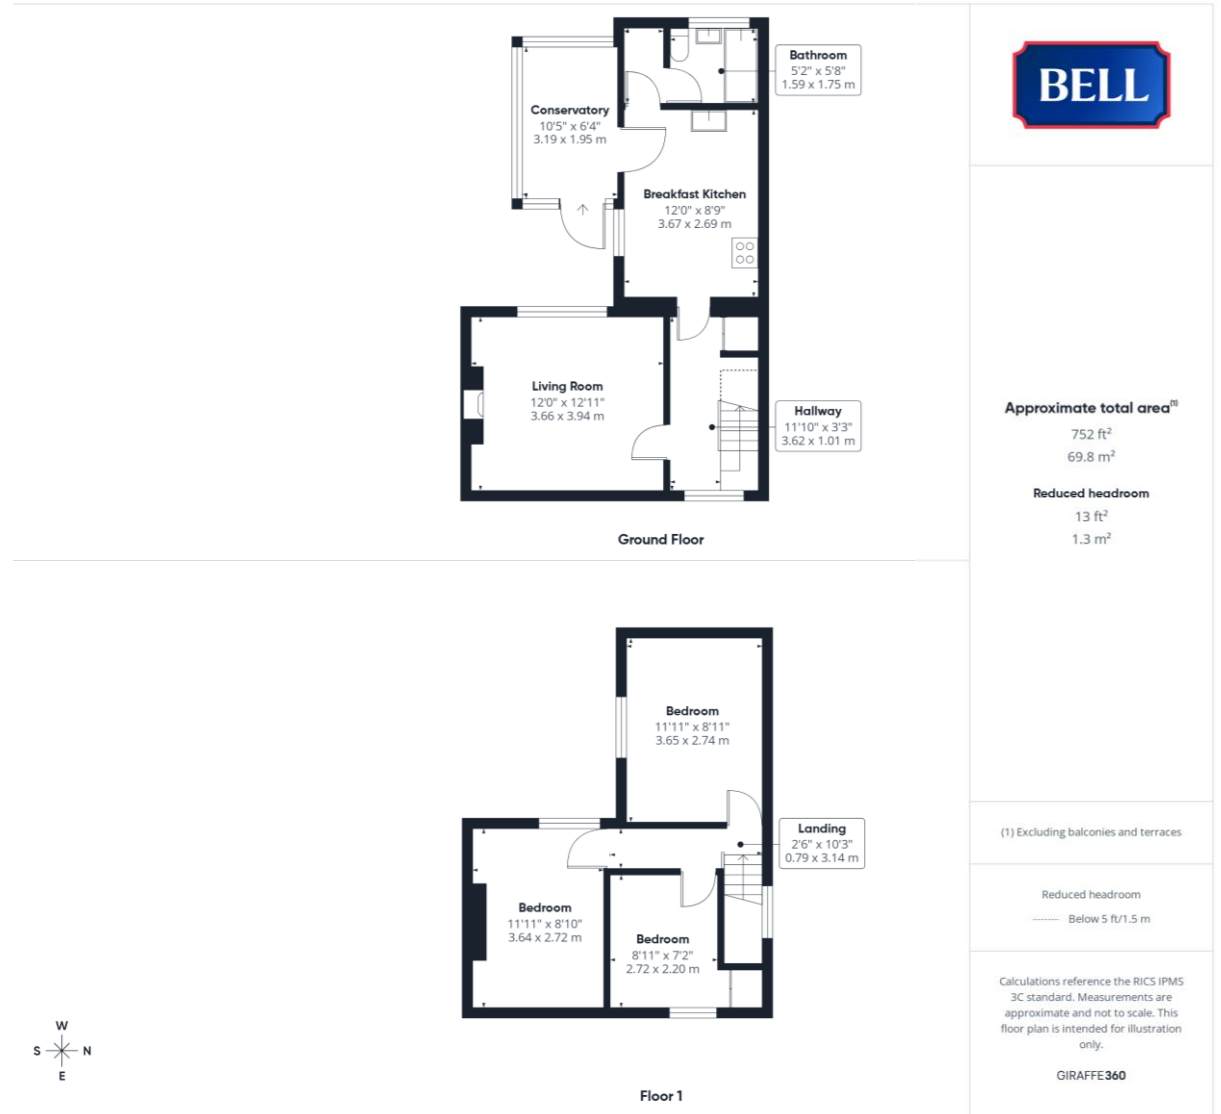 Conservatory
10'5" x 6'4"
3.19 x 1.95 m
Bathroom
5'2" x 5'8"
1.59 x 1.75 m
Breakfast Kitchen
12'0" x 8'9"
3.67 x 2.69 m
Living Room
12'0" x 12'11"
3.66 x 3.94 m
Hallway
11'10" x 3'3"
3.62 x 1.01 m
Ground Floor
Bedroom
11'11" x 8'11"
3.65 x 2.74 m
Landing
2'6" x 10'3"
0.79 x 3.14 m
Bedroom
11'11" x 8'10"
3.64 x 2.72 m
Bedroom
8'11" x 7'2"
2.72 x 2.20 m
W
S N
E
Floor 1
BELL
Approximate total area⁽¹⁾
752 ft²
69.8 m²
Reduced headroom
13 ft²
1.3 m²
(1) Excluding balconies and terraces
Reduced headroom
Below 5 ft/1.5 m
Calculations reference the RICS IPMS
3C standard. Measurements are
approximate and not to scale. This
floor plan is intended for illustration
only.
GIRAFFE360